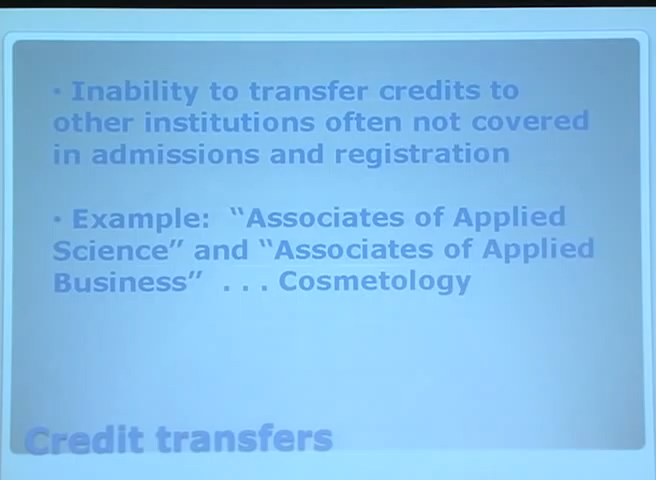 • Inability to transfer credits to
other institutions often not covered
in admissions and registration
• Example: “Associates of Applied
Science” and “Associates of Applied
Business” . . . Cosmetology
Credit transfers